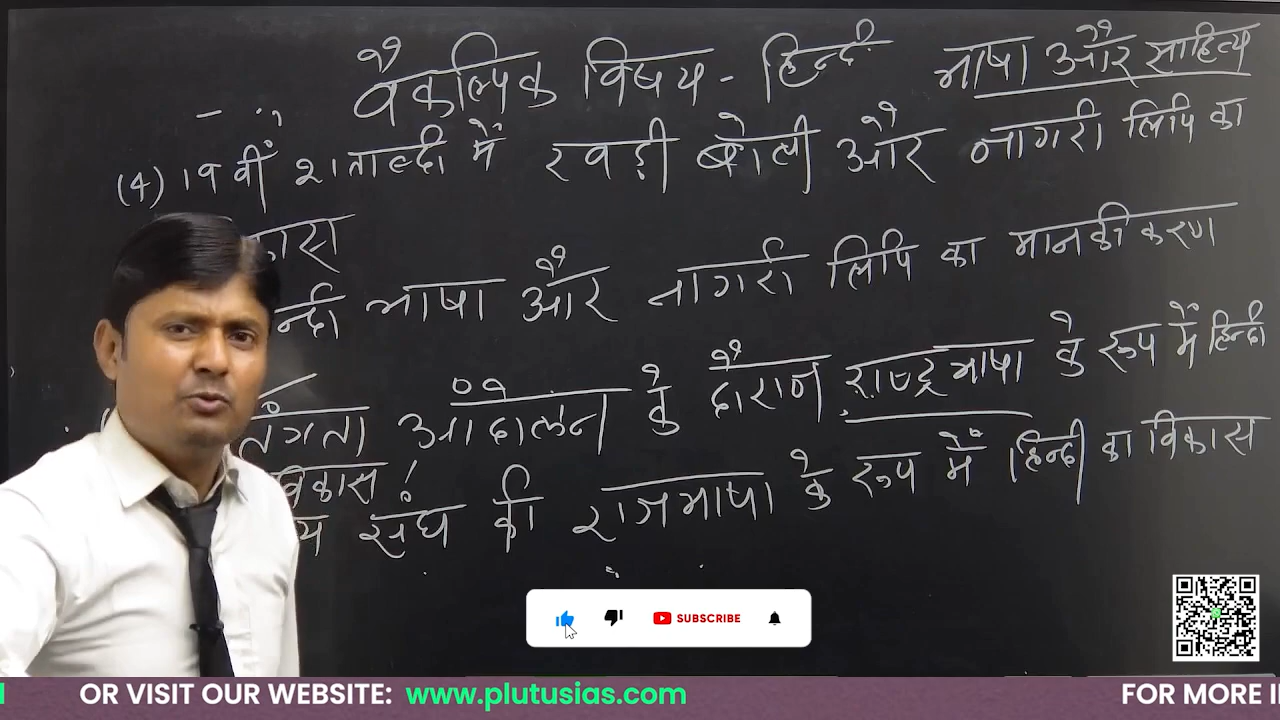 वैकल्पिक विषय - हिन्दी भाषा और साहित्य
(4) 19वीं शताब्दी में खड़ी बोली और नागरी लिपि का
भाषा और नागरी लिपि का मानकीकरण
आंदोलन के दौरान राष्ट्रभाषा के रूप में हिन्दी
विकास!
संघ की राजभाषा के रूप में हिन्दी का विकास
SUBSCRIBE
OR VISIT OUR WEBSITE: www.plutusias.com
FOR MORE